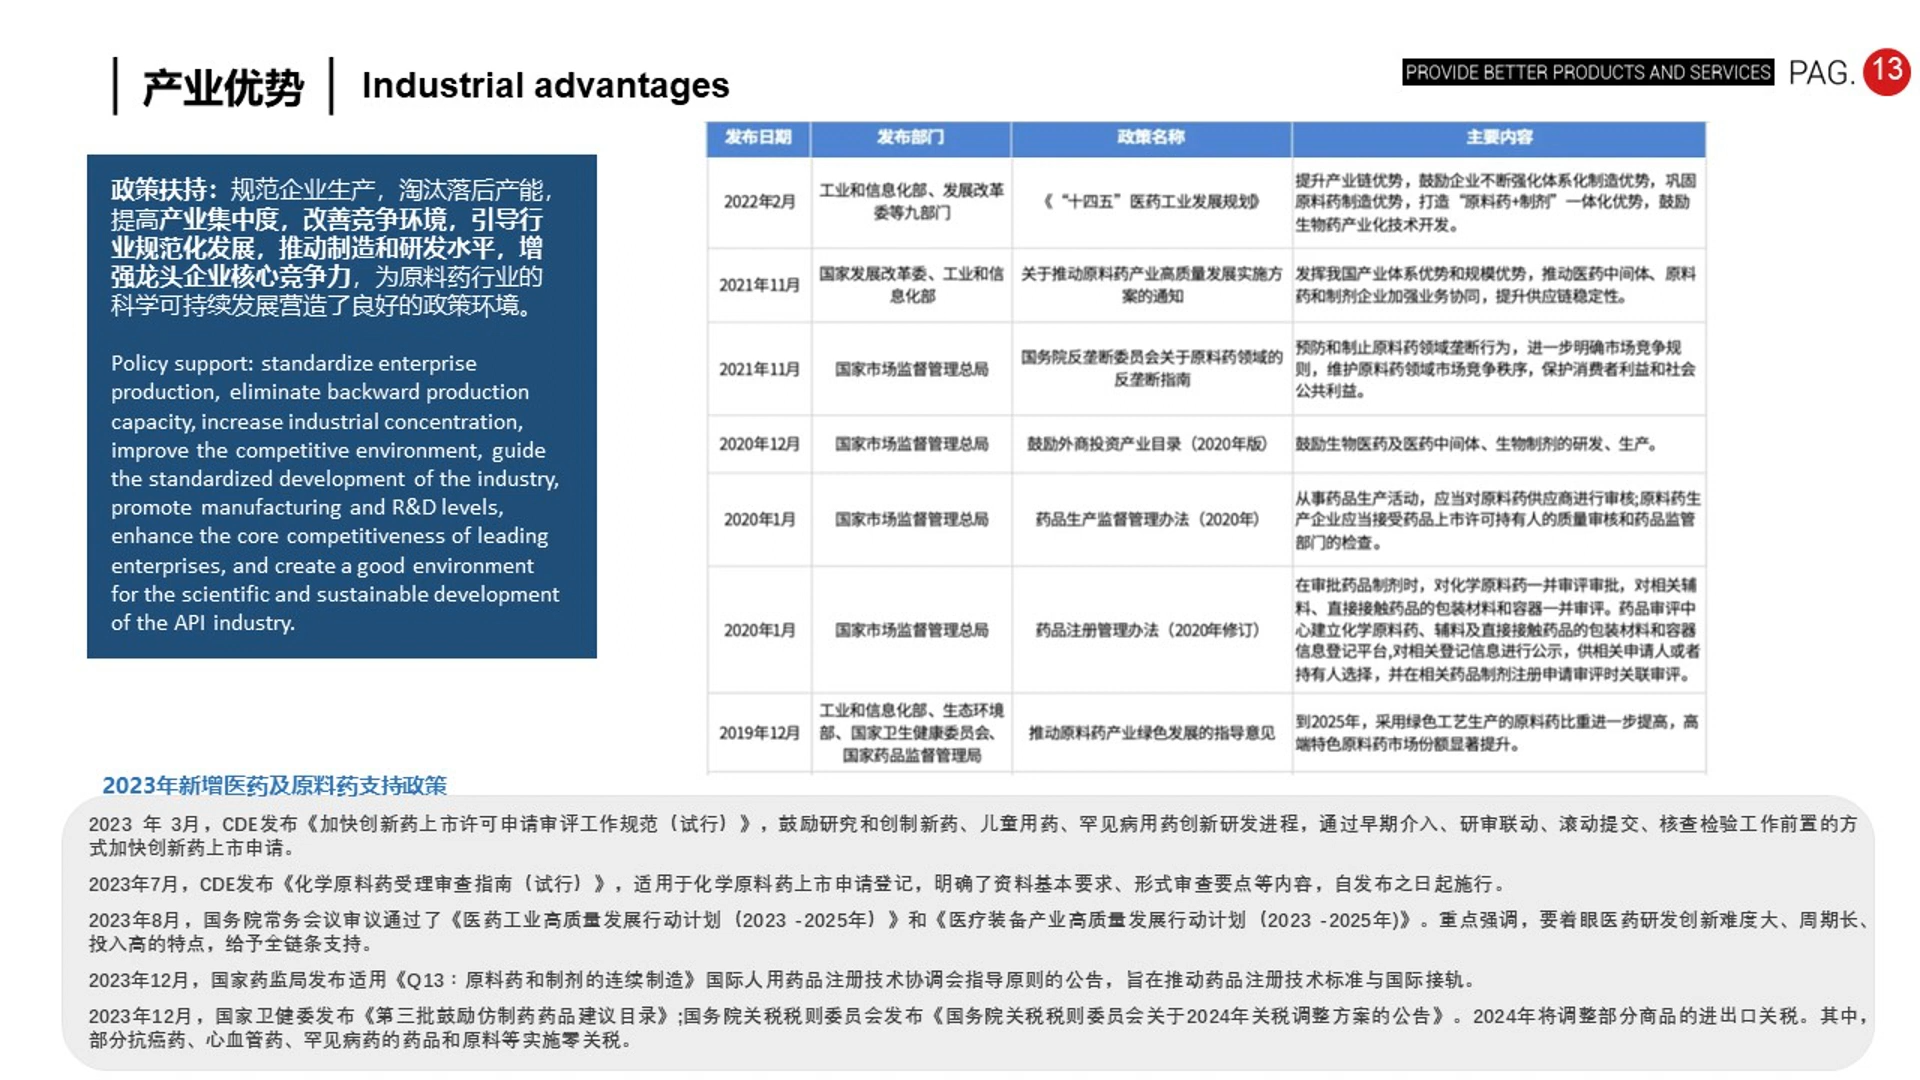 产业优势
Industrial advantages
PROVIDE BETTER PRODUCTS AND SERVICES
PAG. 13
政策扶持：规范企业生产，淘汰落后产能，
提高产业集中度，改善竞争环境，引导行
业规范化发展，推动制造和研发水平，增
强龙头企业核心竞争力，为原料药行业的
科学可持续发展营造了良好的政策环境。
Policy support: standardize enterprise
production, eliminate backward production
capacity, increase industrial concentration,
improve the competitive environment, guide
the standardized development of the industry,
promote manufacturing and R&D levels,
enhance the core competitiveness of leading
enterprises, and create a good environment
for the scientific and sustainable development
of the API industry.
发布日期 发布部门 政策名称 主要内容
2022年2月
工业和信息化部、发展改革
委等九部门
《“十四五”医药工业发展规划》
提升产业链优势，鼓励企业不断强化体系化制造优势，巩固
原料药制造优势，打造“原料药+制剂”一体化优势，鼓励
生物药产业化技术开发。
2021年11月
国家发展改革委、工业和信
息化部
关于推动原料药产业高质量发展实施方
案的通知
发挥我国产业体系优势和规模优势，推动医药中间体、原料
药和制剂企业加强业务协同，提升供应链稳定性。
2021年11月
国家市场监督管理总局
国务院反垄断委员会关于原料药领域的
反垄断指南
预防和制止原料药领域垄断行为，进一步明确市场竞争规
则，维护原料药领域市场竞争秩序，保护消费者利益和社会
公共利益。
2020年12月
国家市场监督管理总局
鼓励外商投资产业目录（2020年版）
鼓励生物医药及医药中间体、生物制剂的研发、生产。
2020年1月
国家市场监督管理总局
药品生产监督管理办法（2020年）
从事药品生产活动，应当对原料药供应商进行审核;原料药生
产企业应当接受药品上市许可持有人的质量审核和药品监管
部门的检查。
2020年1月
国家市场监督管理总局
药品注册管理办法（2020年修订）
在审批药品制剂时，对化学原料药一并审评审批，对相关辅
料、直接接触药品的包装材料和容器一并审评。药品审评中
心建立化学原料药、辅料及直接接触药品的包装材料和容器
信息登记平台,对相关登记信息进行公示，供相关申请人或者
持有人选择，并在相关药品制剂注册申请审评时关联审评。
2019年12月
工业和信息化部、生态环境
部、国家卫生健康委员会、
国家药品监督管理局
推动原料药产业绿色发展的指导意见
到2025年，采用绿色工艺生产的原料药比重进一步提高，高
端特色原料药市场份额显著提升。
2023年新增医药及原料药支持政策
2023 年 3月，CDE发布《加快创新药上市许可申请审评工作规范（试行）》，鼓励研究和创制新药、儿童用药、罕见病用药创新研发进程，通过早期介入、研审联动、滚动提交、核查检验工作前置的方
式加快创新药上市申请。
2023年7月，CDE发布《化学原料药受理审查指南（试行）》，适用于化学原料药上市申请登记，明确了资料基本要求、形式审查要点等内容，自发布之日起施行。
2023年8月，国务院常务会议审议通过了《医药工业高质量发展行动计划（2023 -2025年）》和《医疗装备产业高质量发展行动计划（2023 -2025年)》。重点强调，要着眼医药研发创新难度大、周期长、
投入高的特点，给予全链条支持。
2023年12月，国家药监局发布适用《Q13：原料药和制剂的连续制造》国际人用药品注册技术协调会指导原则的公告，旨在推动药品注册技术标准与国际接轨。
2023年12月，国家卫健委发布《第三批鼓励仿制药药品建议目录》;国务院关税税则委员会发布《国务院关税税则委员会关于2024年关税调整方案的公告》。2024年将调整部分商品的进出口关税。其中，
部分抗癌药、心血管药、罕见病药的药品和原料等实施零关税。